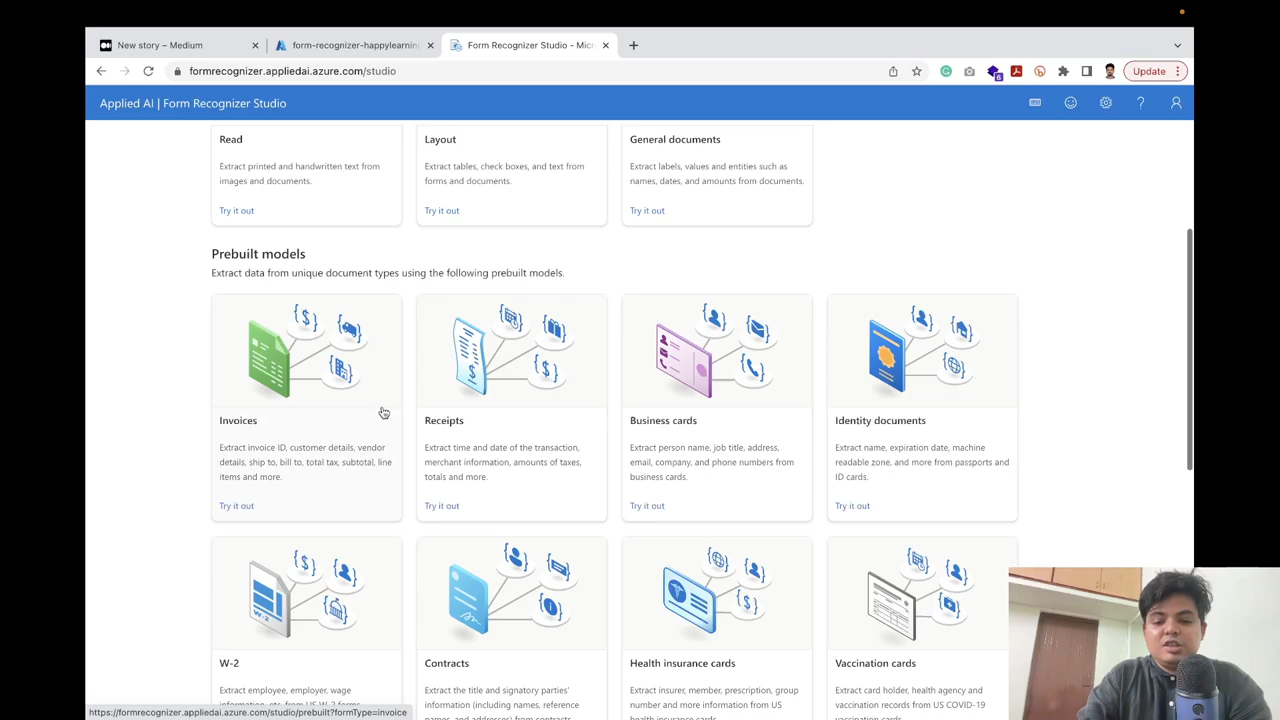 New story – Medium
form-recognizer-happylearnin
Form Recognizer Studio - Micr
formrecognizer.appliedai.azure.com/studio
6
Update
Applied AI | Form Recognizer Studio
Read
Extract printed and handwritten text from
images and documents.
Try it out
Layout
Extract tables, check boxes, and text from
forms and documents.
Try it out
General documents
Extract labels, values and entities such as
names, dates, and amounts from documents.
Try it out
Prebuilt models
Extract data from unique document types using the following prebuilt models.
Invoices
Extract invoice ID, customer details, vendor
details, ship to, bill to, total tax, subtotal, line
items and more.
Try it out
Receipts
Extract time and date of the transaction,
merchant information, amounts of taxes,
totals and more.
Try it out
Business cards
Extract person name, job title, address,
email, company, and phone numbers from
business cards.
Try it out
Identity documents
Extract name, expiration date, machine
readable zone, and more from passports and
ID cards.
Try it out
W-2
W-2
Extract employee, employer, wage
Contracts
Extract the title and signatory parties'
information (including names, references,
Health insurance cards
Extract insurer, member, prescription, group
number and more information from US
Vaccination cards
Extract card holder, health agency and
vaccination records from US COVID-19
https://formrecognizer.appliedai.azure.com/studio/prebuilt?formType=invoice